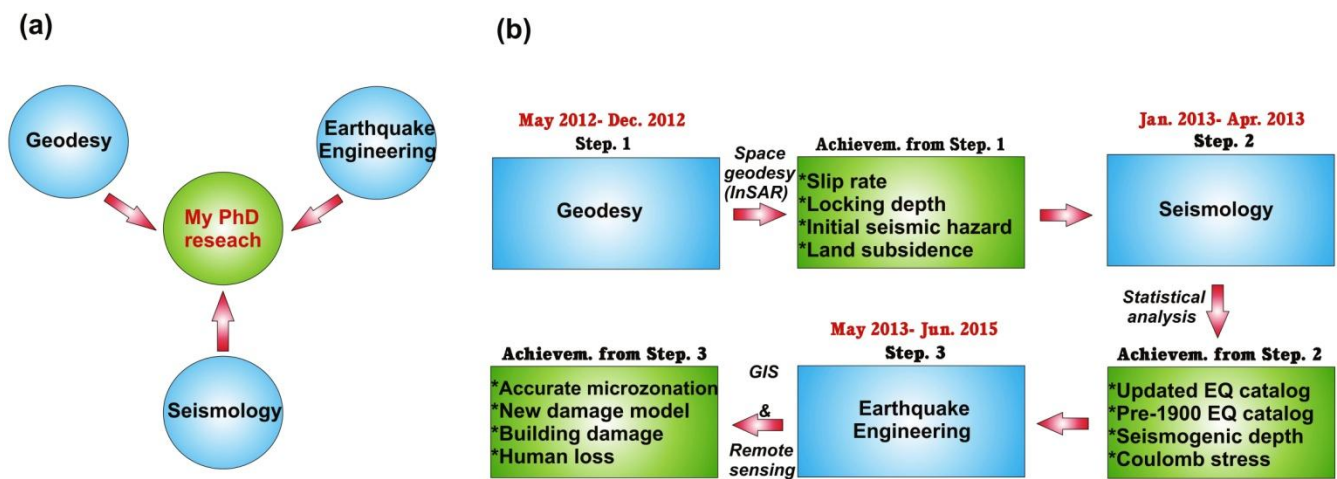 (a)
Geodesy
Earthquake
Engineering
My PhD
reseach
Seismology
(b)
May 2012- Dec. 2012
Step. 1
Geodesy
Space
geodesy
(InSAR)
Achievem. from Step. 1
*Slip rate
*Locking depth
*Initial seismic hazard
*Land subsidence
Jan. 2013- Apr. 2013
Step. 2
Seismology
Statistical
analysis
Achievem. from Step. 2
*Updated EQ catalog
*Pre-1900 EQ catalog
*Seismogenic depth
*Coulomb stress
May 2013- Jun. 2015
Step. 3
Earthquake
Engineering
GIS
&
Remote
sensing
Achievem. from Step. 3
*Accurate microzonation
*New damage model
*Building damage
*Human loss